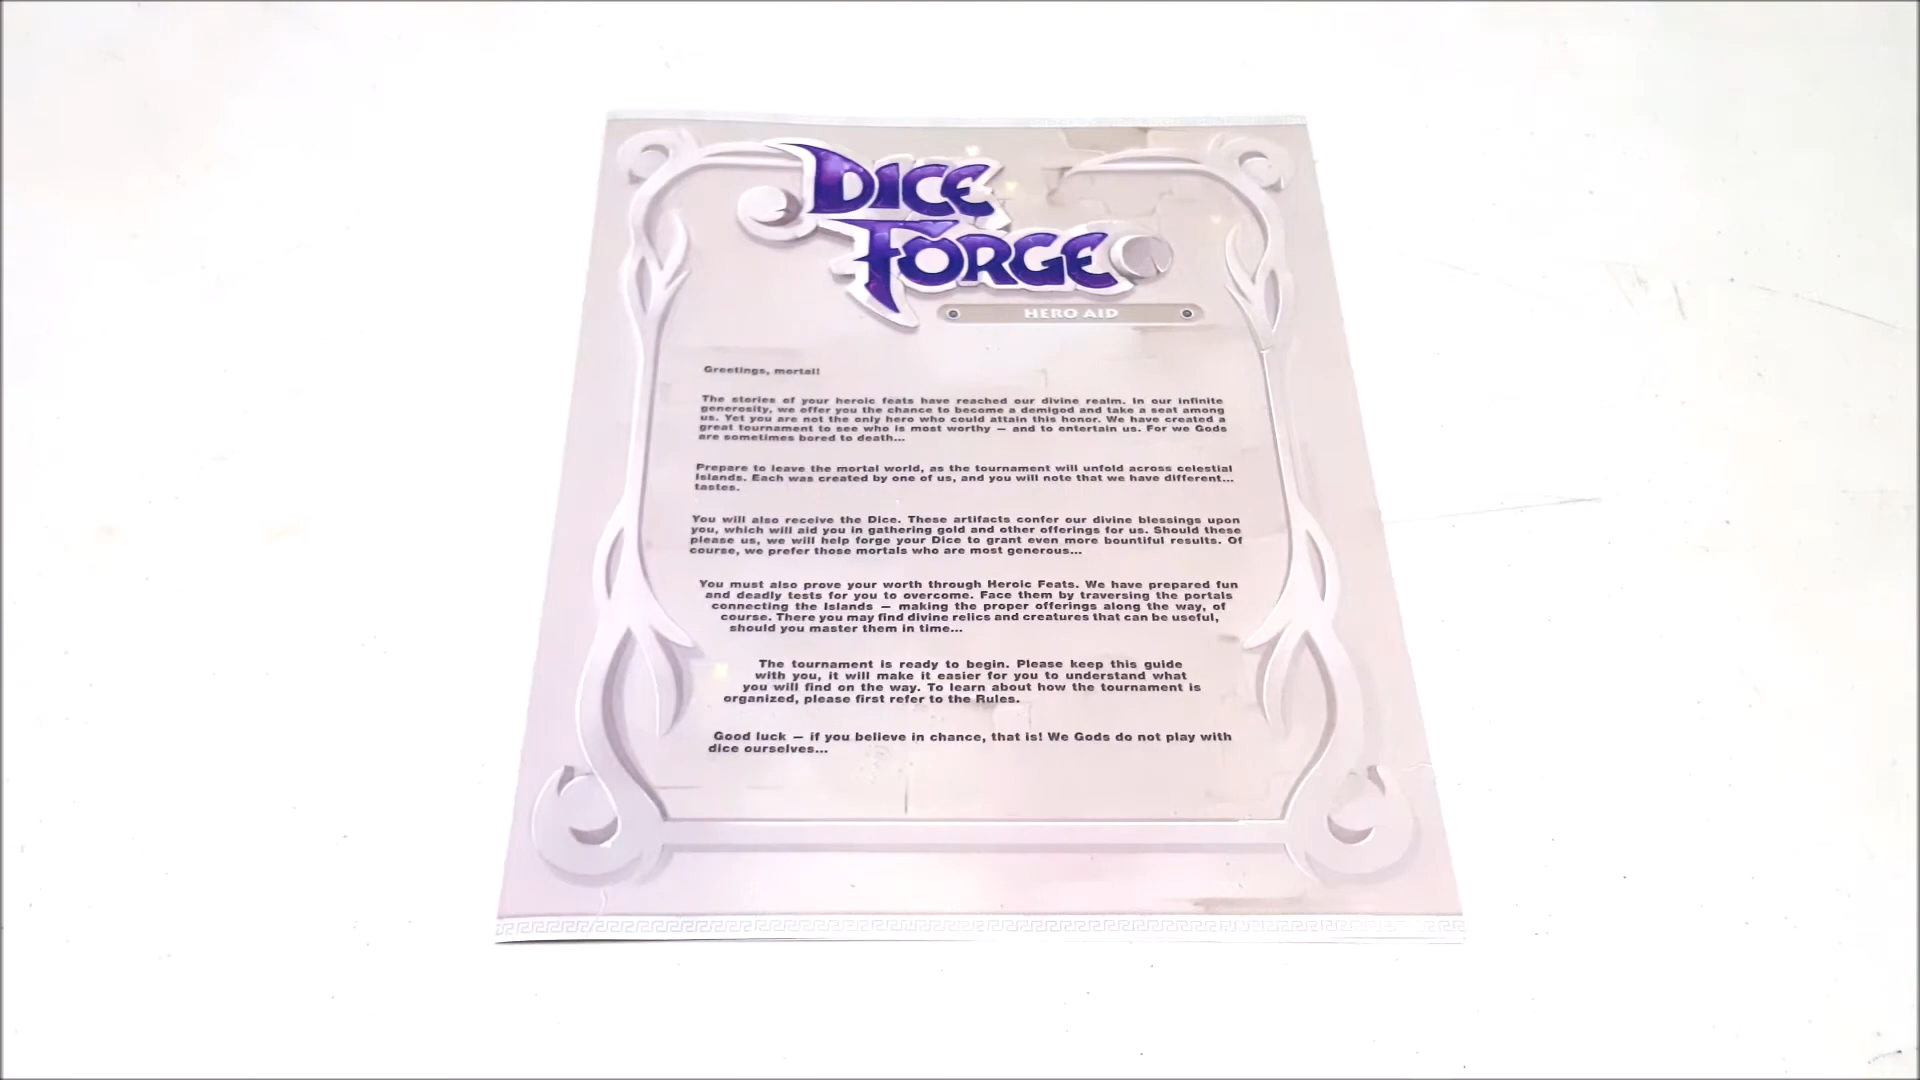 DICE
FORGE
HERO AID
Greetings, mortal!
The stories of your heroic feats have reached our divine realm. In our infinite
generosity, we offer you the chance to become a demigod and take a seat among
us. Yet you are not the only hero who could attain this honor. We have created a
great tournament to see who is most worthy — and to entertain us. For we Gods
are sometimes bored to death...
Prepare to leave the mortal world, as the tournament will unfold across celestial
Islands. Each was created by one of us, and you will note that we have different...
tastes.
You will also receive the Dice. These artifacts confer our divine blessings upon
you, which will aid you in gathering gold and other offerings for us. Should these
please us, we will help forge your Dice to grant even more bountiful results. Of
course, we prefer those mortals who are most generous...
You must also prove your worth through Heroic Feats. We have prepared fun
and deadly tests for you to overcome. Face them by traversing the portals
connecting the Islands — making the proper offerings along the way, of
course. There you may find divine relics and creatures that can be useful,
should you master them in time...
The tournament is ready to begin. Please keep this guide
with you, it will make it easier for you to understand what
you will find on the way. To learn about how the tournament is
organized, please first refer to the Rules.
Good luck — if you believe in chance, that is! We Gods do not play with
dice ourselves...